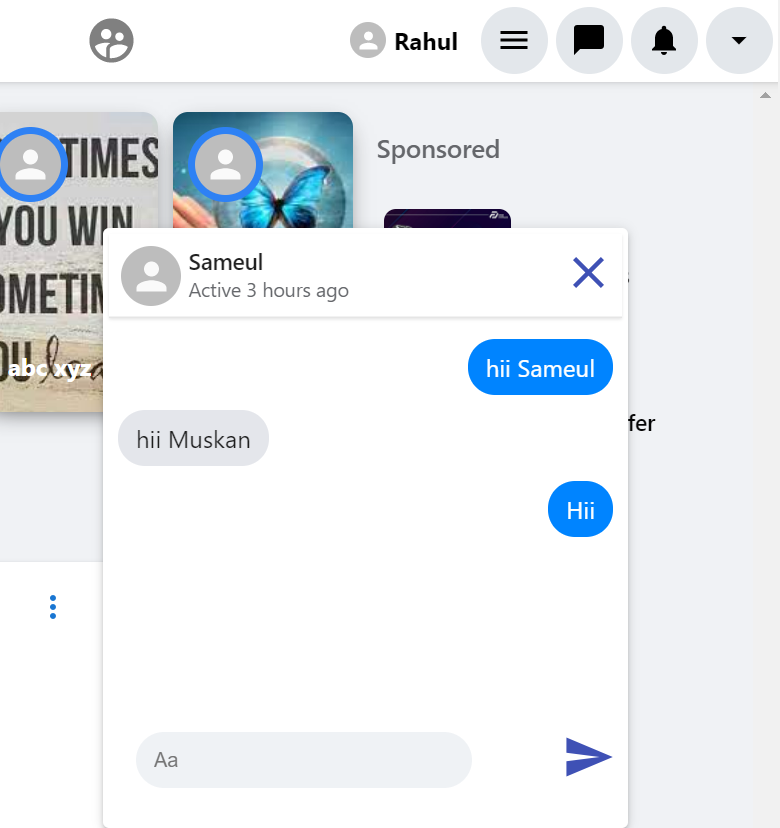 Rahul
TIMES
YOU WIN
OMETIM
OU lo
abc xyz
Sponsored
Sameul
Active 3 hours ago
hii Sameul
hii Muskan
Hii
fer
Aa